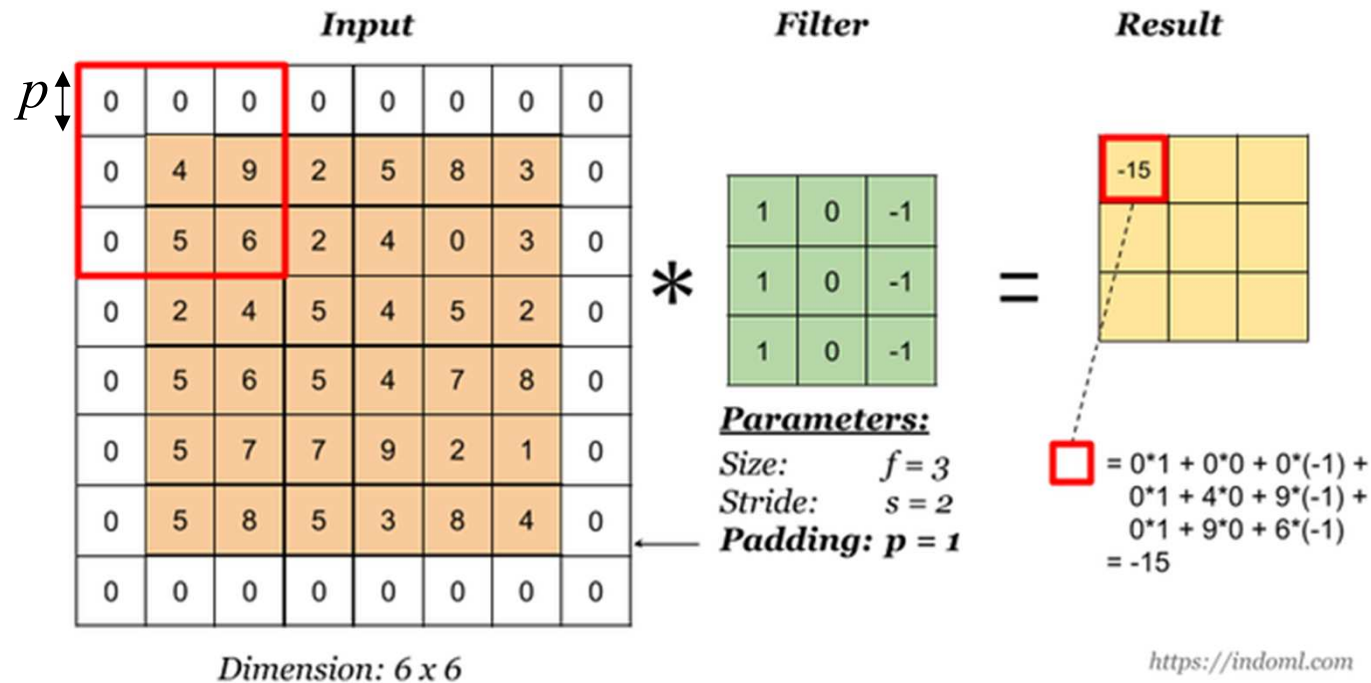 Input
Filter
Result
p
0 0 0 0 0 0 0 0
0 4 9 2 5 8 3 0
0 5 6 2 4 0 3 0
0 2 4 5 4 5 2 0
0 5 6 5 4 7 8 0
0 5 7 7 9 2 1 0
0 5 8 5 3 8 4 0
0 0 0 0 0 0 0 0
Dimension: 6 x 6
*
1 0 -1
1 0 -1
1 0 -1
Parameters:
Size: f = 3
Stride: s = 2
Padding: p = 1
=
-15
= 0*1 + 0*0 + 0*(-1) +
0*1 + 4*0 + 9*(-1) +
0*1 + 9*0 + 6*(-1)
= -15
https://indoml.com